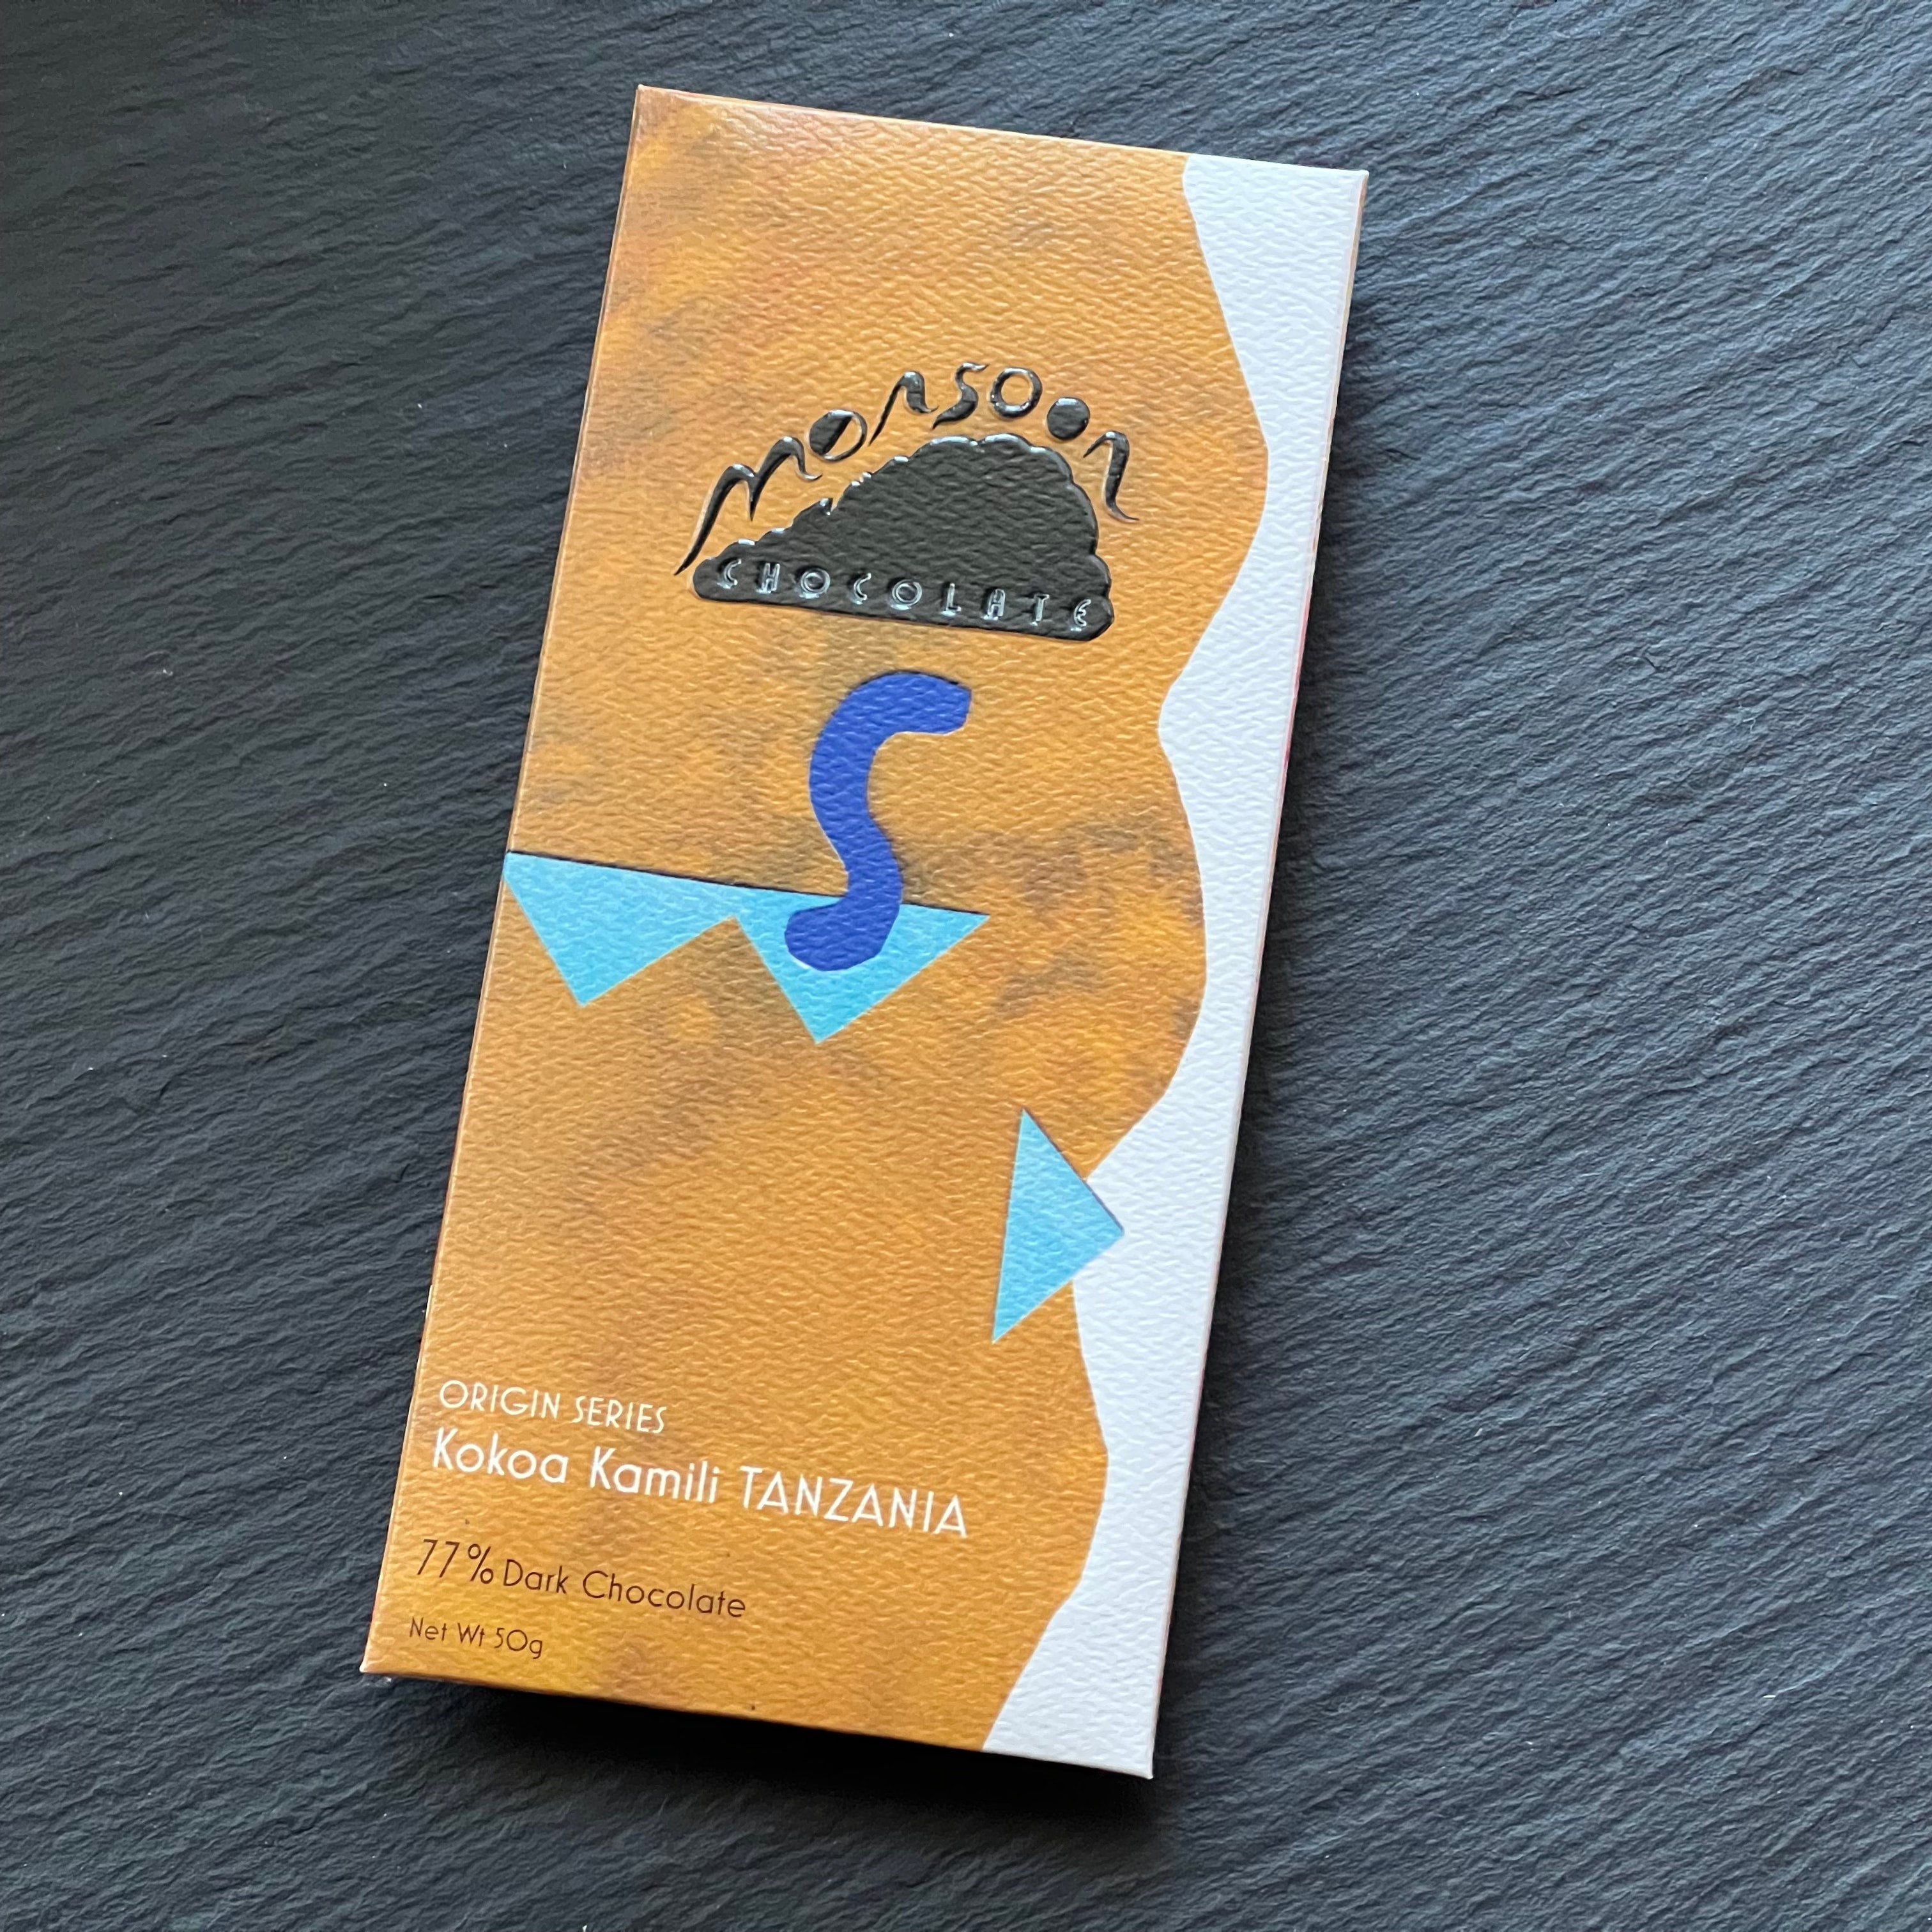 monsoon
CHOCOLATE
ORIGIN SERIES
Kokoa Kamili TANZANIA
77% Dark Chocolate
Net Wt 50g